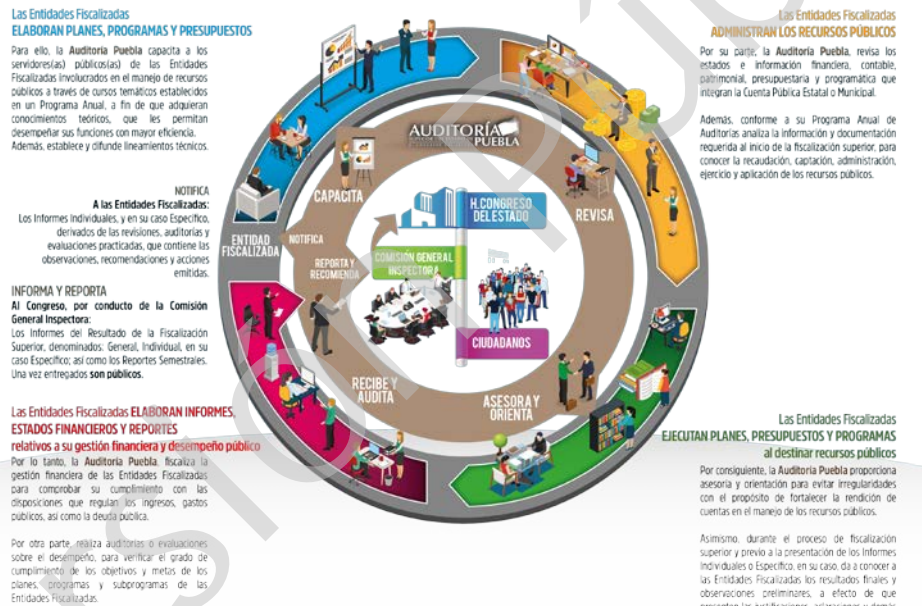 Las Entidades Fiscalizadas
ELABORAN PLANES, PROGRAMAS Y PRESUPUESTOS
Para ello, la Auditoría Puebla capacita a los
servidores(as) públicos(as) de las Entidades
Fiscalizadas involucrados en el manejo de recursos
públicos a través de cursos temáticos establecidos
en un Programa Anual, a fin de que adquieran
conocimientos teóricos, que les permitan
desempeñar sus funciones con mayor eficiencia.
Además, establece y difunde lineamientos técnicos.
NOTIFICA
A las Entidades Fiscalizadas:
Los Informes Individuales, y en su caso Específico,
derivados de las revisiones, auditorías y
evaluaciones practicadas, que contiene las
observaciones, recomendaciones y acciones
emitidas.
INFORMA Y REPORTA
Al Congreso, por conducto de la Comisión
General Inspectora:
Los Informes del Resultado de la Fiscalización
Superior, denominados: General, Individual, en su
caso Específico; así como los Reportes Semestrales.
Una vez entregados son públicos.
Las Entidades Fiscalizadas ELABORAN INFORMES,
ESTADOS FINANCIEROS Y REPORTES
relativos a su gestión financiera y desempeño público
Por lo tanto, la Auditoría Puebla, fiscaliza la
gestión financiera de las Entidades Fiscalizadas
para comprobar su cumplimiento con las
disposiciones que regulan los ingresos, gastos
públicos, así como la deuda pública.
Por otra parte, realiza auditorías o evaluaciones
sobre el desempeño, para verificar el grado de
cumplimiento de los objetivos y metas de los
planes, programas y subprogramas de las
Entidades Fiscalizadas.
AUDITORÍA
PUEBLA
CAPACITA
REVISA
H. CONGRESO
DEL ESTADO
ENTIDAD
FISCALIZADA
NOTIFICA
REPORTA Y
RECOMIENDA
COMISIÓN GENERAL
INSPECTORA
CIUDADANOS
RECIBE Y
AUDITA
ASESORA Y
ORIENTA
Las Entidades Fiscalizadas
ADMINISTRAN LOS RECURSOS PÚBLICOS
Por su parte, la Auditoría Puebla, revisa los
estados e información financiera, contable,
patrimonial, presupuestaria y programática que
integran la Cuenta Pública Estatal o Municipal.
Además, conforme a su Programa Anual de
Auditorías analiza la información y documentación
requerida al inicio de la fiscalización superior, para
conocer la recaudación, captación, administración,
ejercicio y aplicación de los recursos públicos.
Las Entidades Fiscalizadas
EJECUTAN PLANES, PRESUPUESTOS Y PROGRAMAS
al destinar recursos públicos
Por consiguiente, la Auditoría Puebla proporciona
asesoría y orientación para evitar irregularidades
con el propósito de fortalecer la rendición de
cuentas en el manejo de los recursos públicos.
Asimismo, durante el proceso de fiscalización
superior y previo a la presentación de los Informes
Individuales o Específico, en su caso, da a conocer a
las Entidades Fiscalizadas los resultados finales y
observaciones preliminares, a efecto de que
presenten las justificaciones, aclaraciones y demás